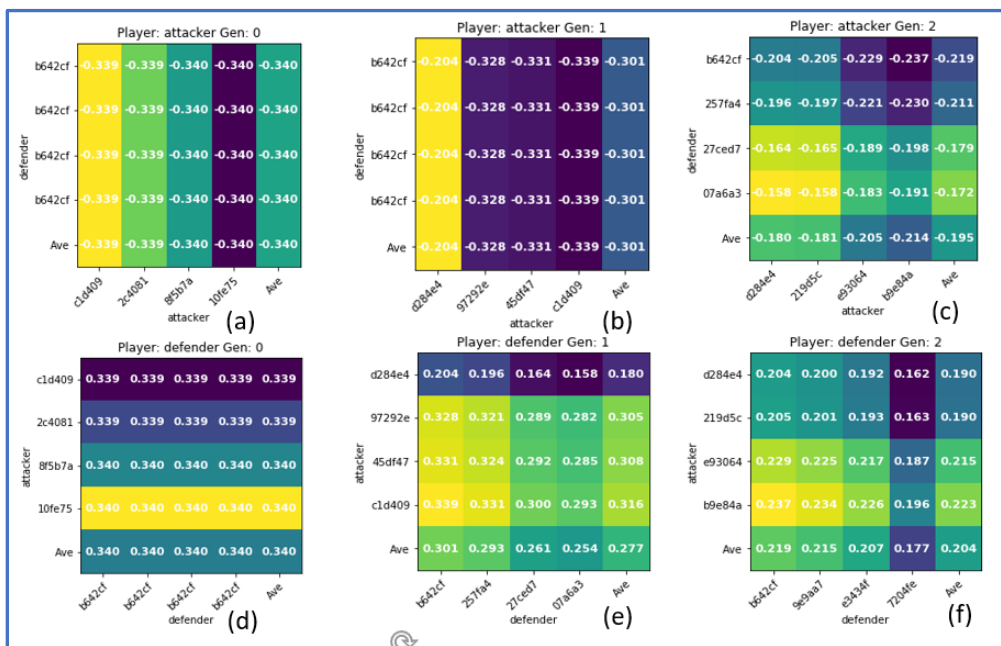 Player: attacker Gen: 0
defender
b642cf -0.339 -0.339 -0.340 -0.340 -0.340
b642cf -0.339 -0.339 -0.340 -0.340 -0.340
b642cf -0.339 -0.339 -0.340 -0.340 -0.340
b642cf -0.339 -0.339 -0.340 -0.340 -0.340
Ave -0.339 -0.339 -0.340 -0.340 -0.340
c1d409 2c4081 8f5b7a 10fe75 Ave
attacker
(a)
Player: attacker Gen: 1
defender
b642cf -0.204 -0.328 -0.331 -0.339 -0.301
b642cf -0.204 -0.328 -0.331 -0.339 -0.301
b642cf -0.204 -0.328 -0.331 -0.339 -0.301
b642cf -0.204 -0.328 -0.331 -0.339 -0.301
Ave -0.204 -0.328 -0.331 -0.339 -0.301
d284e4 97292e 45df47 c1d409 Ave
attacker
(b)
Player: attacker Gen: 2
defender
b642cf -0.204 -0.205 -0.229 -0.237 -0.219
257fa4 -0.196 -0.197 -0.221 -0.230 -0.211
27ced7 -0.164 -0.165 -0.189 -0.198 -0.179
07a6a3 -0.158 -0.158 -0.183 -0.191 -0.172
Ave -0.180 -0.181 -0.205 -0.214 -0.195
d284e4 219d5c e93064 b9e84a Ave
attacker
(c)
Player: defender Gen: 0
attacker
c1d409 0.339 0.339 0.339 0.339 0.339
2c4081 0.339 0.339 0.339 0.339 0.339
8f5b7a 0.340 0.340 0.340 0.340 0.340
10fe75 0.340 0.340 0.340 0.340 0.340
Ave 0.340 0.340 0.340 0.340 0.340
b642cf b642cf b642cf b642cf Ave
defender
(d)
Player: defender Gen: 1
attacker
d284e4 0.204 0.196 0.164 0.158 0.180
97292e 0.328 0.321 0.289 0.282 0.305
45df47 0.331 0.324 0.292 0.285 0.308
c1d409 0.339 0.331 0.300 0.293 0.316
Ave 0.301 0.293 0.261 0.254 0.277
b642cf 257fa4 27ced7 07a6a3 Ave
defender
(e)
Player: defender Gen: 2
attacker
d284e4 0.204 0.200 0.192 0.162 0.190
219d5c 0.205 0.201 0.193 0.163 0.190
e93064 0.229 0.225 0.217 0.187 0.215
b9e84a 0.237 0.234 0.226 0.196 0.223
Ave 0.219 0.215 0.207 0.177 0.204
b642cf 9e9aa7 e3434f 7204fe Ave
defender
(f)